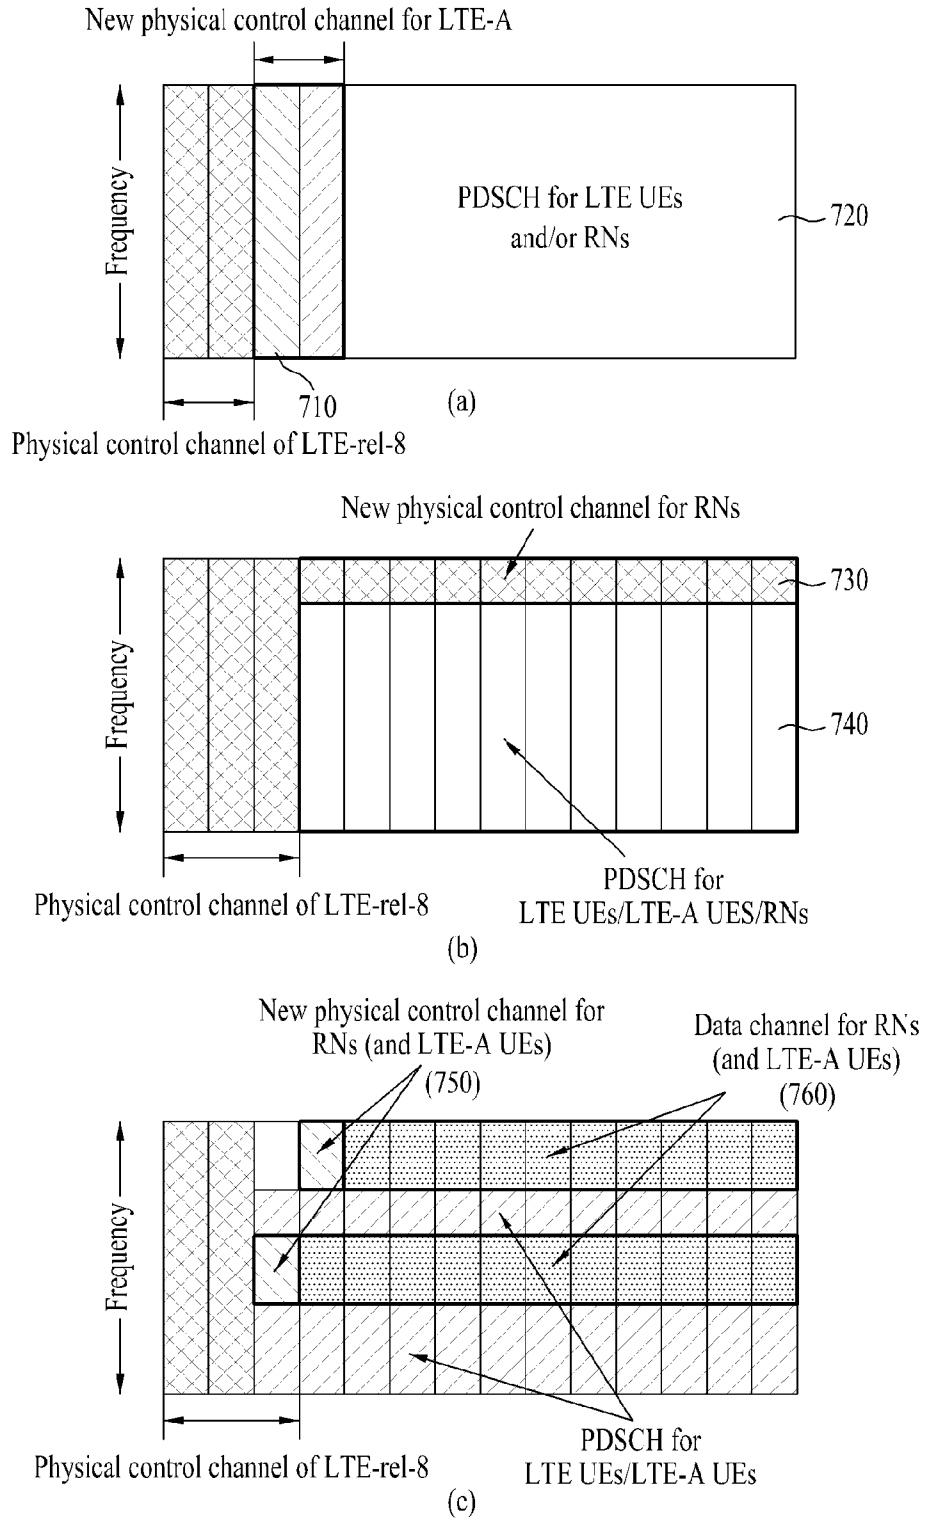 New physical control channel for LTE-A
Frequency
PDSCH for LTE UEs
and/or RNs
720
710
(a)
Physical control channel of LTE-rel-8
New physical control channel for RNs
730
Frequency
740
PDSCH for
LTE UEs/LTE-A UES/RNs
Physical control channel of LTE-rel-8
(b)
New physical control channel for
RNs (and LTE-A UEs)
(750)
Data channel for RNs
(and LTE-A UEs)
(760)
Frequency
PDSCH for
LTE UEs/LTE-A UEs
Physical control channel of LTE-rel-8
(c)